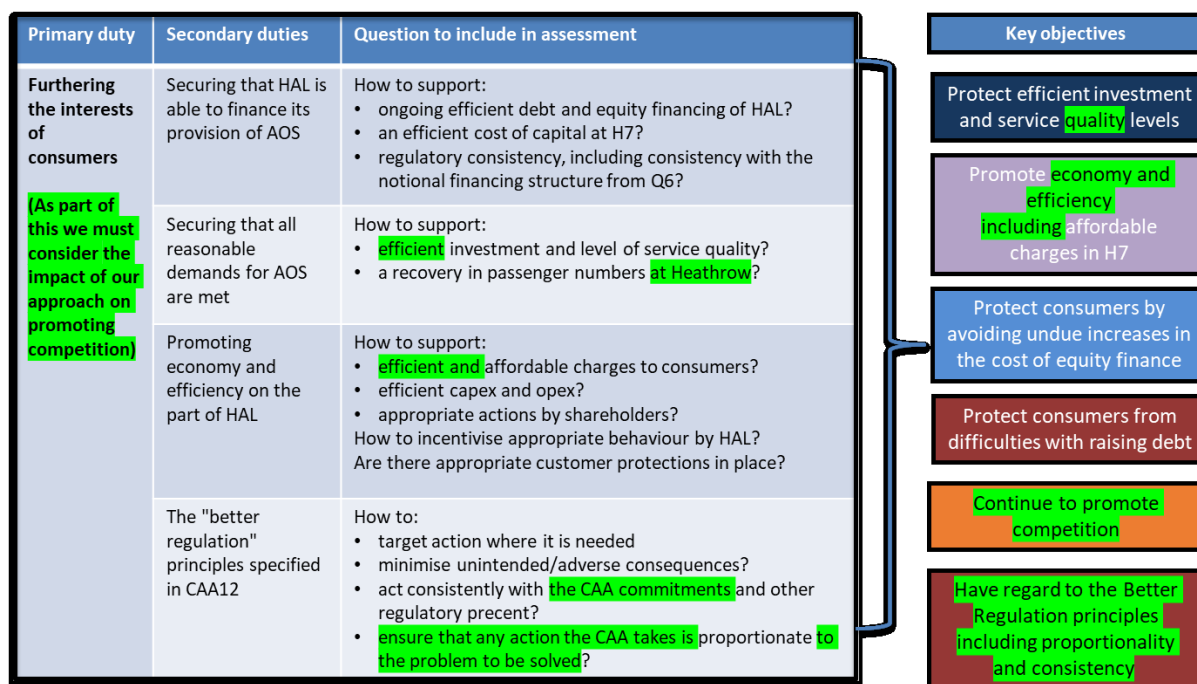 Primary duty
Secondary duties
Question to include in assessment
Furthering
the interests
of
consumers
(As part of
this we must
consider the
impact of our
approach on
promoting
competition)
Securing that HAL is
able to finance its
provision of AOS
How to support:
• ongoing efficient debt and equity financing of HAL?
• an efficient cost of capital at H7?
• regulatory consistency, including consistency with the
notional financing structure from Q6?
Securing that all
reasonable
demands for AOS
are met
How to support:
• efficient investment and level of service quality?
• a recovery in passenger numbers at Heathrow?
Promoting
economy and
efficiency on the
part of HAL
How to support:
• efficient and affordable charges to consumers?
• efficient capex and opex?
• appropriate actions by shareholders?
How to incentivise appropriate behaviour by HAL?
Are there appropriate customer protections in place?
The "better
regulation"
principles specified
in CAA12
How to:
• target action where it is needed
• minimise unintended/adverse consequences?
• act consistently with the CAA commitments and other
regulatory precent?
• ensure that any action the CAA takes is proportionate to
the problem to be solved?
Key objectives
Protect efficient investment
and service quality levels
Promote economy and
efficiency
including affordable
charges in H7
Protect consumers by
avoiding undue increases in
the cost of equity finance
Protect consumers from
difficulties with raising debt
Continue to promote
competition
Have regard to the Better
Regulation principles
including proportionality
and consistency